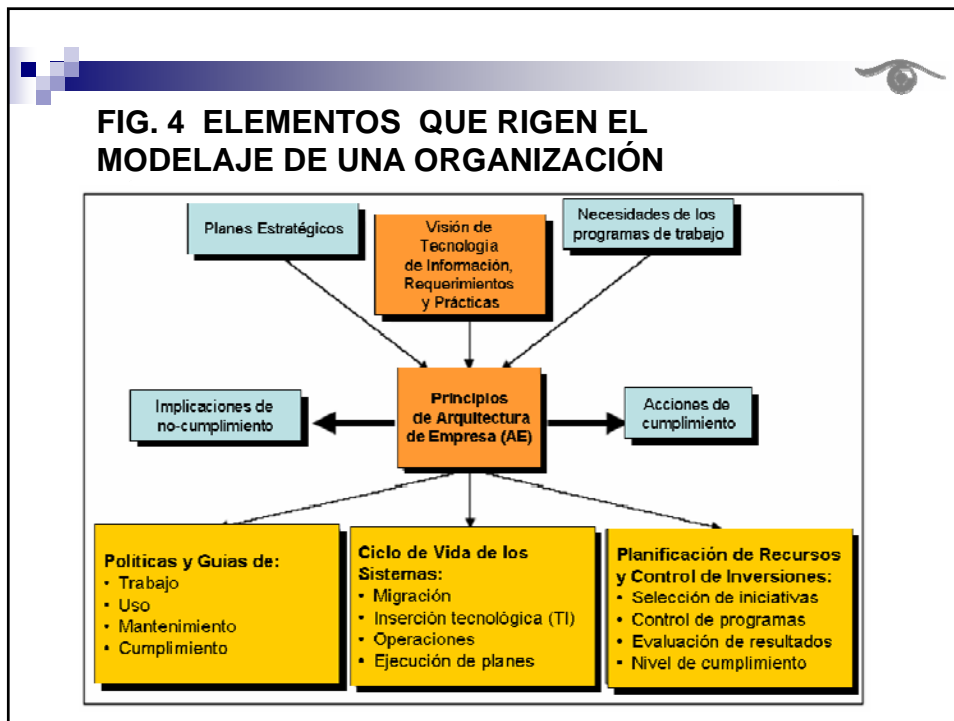 FIG. 4 ELEMENTOS QUE RIGEN EL
MODELAJE DE UNA ORGANIZACIÓN
Planes Estratégicos
Visión de
Tecnología
de Información,
Requerimientos
y Prácticas
Necesidades de los
programas de trabajo
Implicaciones de
no-cumplimiento
Principios
de Arquitectura
de Empresa (AE)
Acciones de
cumplimiento
Políticas y Guías de:
• Trabajo
• Uso
• Mantenimiento
• Cumplimiento
Ciclo de Vida de los
Sistemas:
• Migración
• Inserción tecnológica (TI)
• Operaciones
• Ejecución de planes
Planificación de Recursos
y Control de Inversiones:
• Selección de iniciativas
• Control de programas
• Evaluación de resultados
• Nivel de cumplimiento